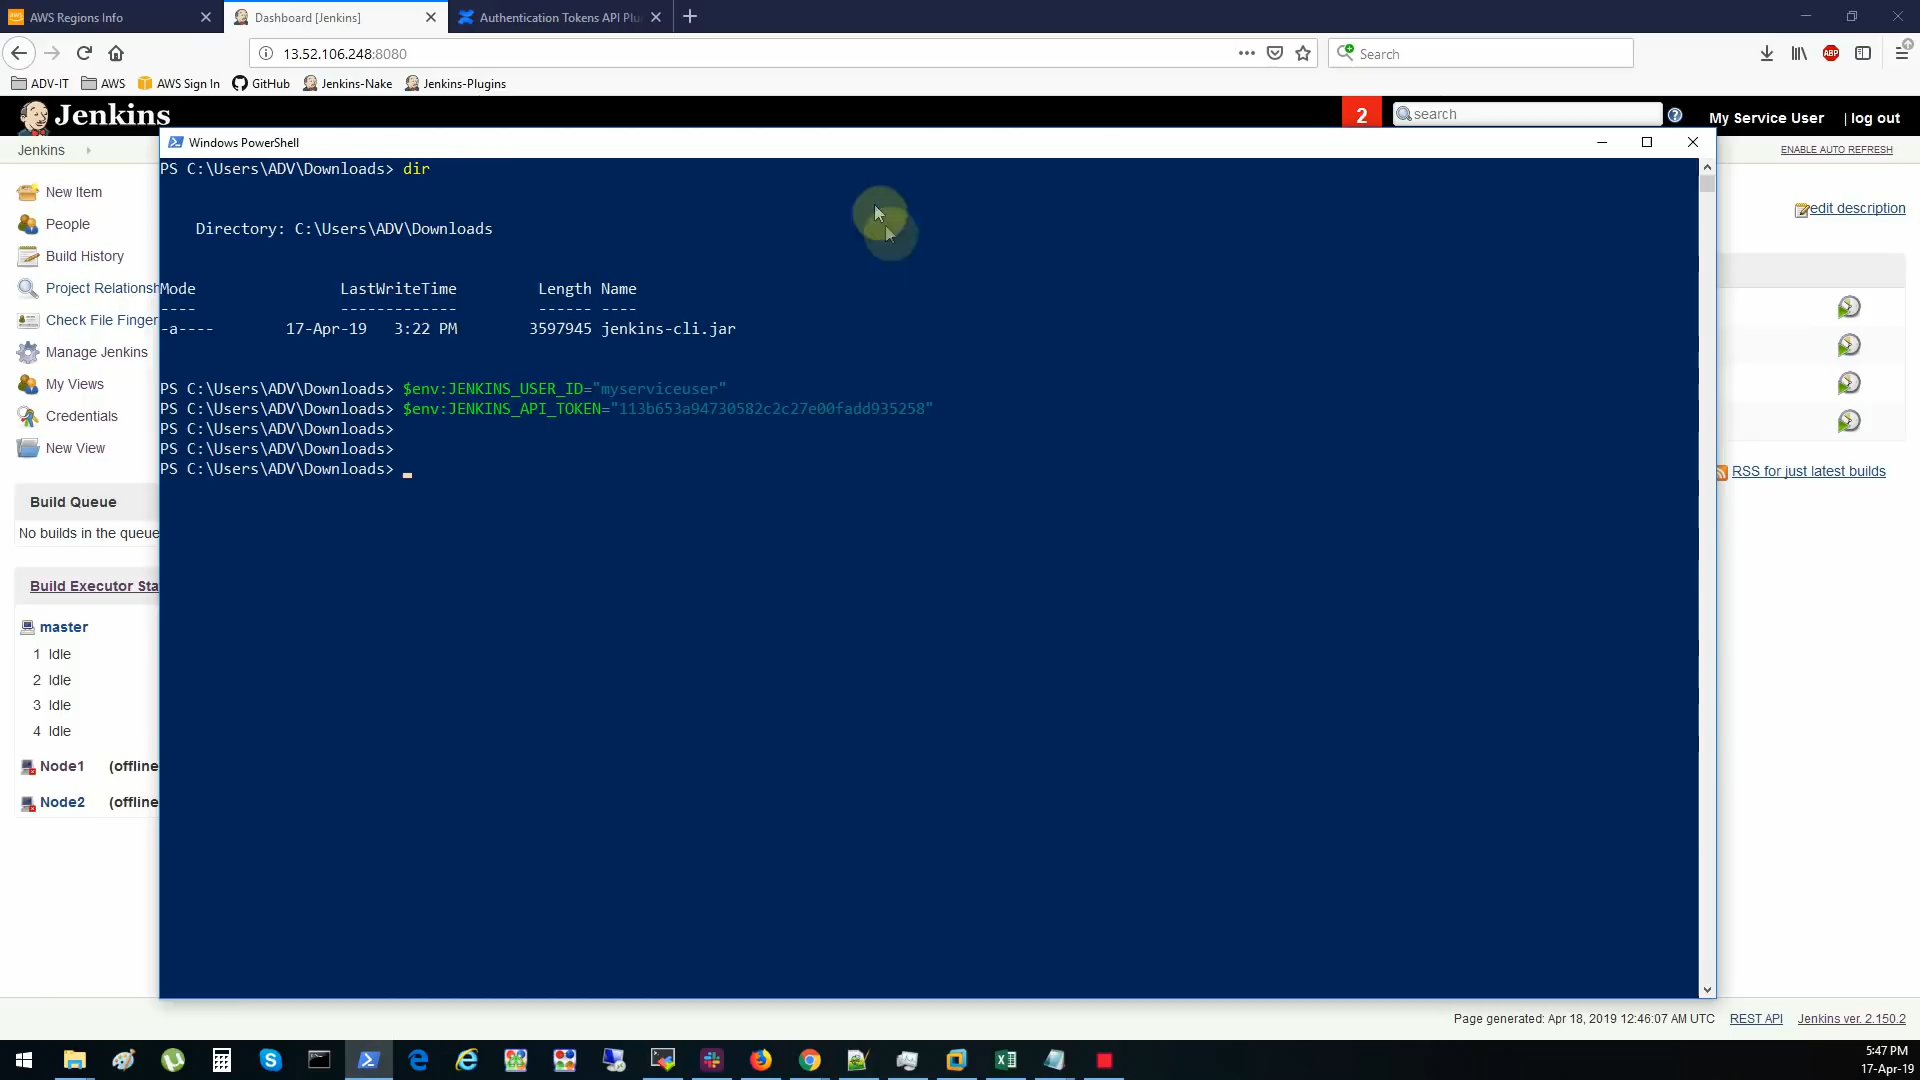 AWS Regions Info
Dashboard [Jenkins]
Authentication Tokens API Plu
13.52.106.248:8080
Search
ADV-IT
AWS
AWS Sign In
GitHub
Jenkins-Nake
Jenkins-Plugins
ABP
Jenkins
2
search
My Service User
| log out
Jenkins
ENABLE AUTO REFRESH
Windows PowerShell
New Item
People
Build History
Project Relationsh
Check File Finger
Manage Jenkins
My Views
Credentials
New View
Build Queue
No builds in the queue
Build Executor Sta
master
1 Idle
2 Idle
3 Idle
4 Idle
Node1 (offline
Node2 (offline
PS C:\Users\ADV\Downloads> dir
Directory: C:\Users\ADV\Downloads
Mode LastWriteTime Length Name
---- ------------- ------ ----
-a---- 17-Apr-19 3:22 PM 3597945 jenkins-cli.jar
PS C:\Users\ADV\Downloads> $env:JENKINS_USER_ID="myserviceuser"
PS C:\Users\ADV\Downloads> $env:JENKINS_API_TOKEN="113b653a94730582c2c27e00fadd935258"
PS C:\Users\ADV\Downloads>
PS C:\Users\ADV\Downloads>
PS C:\Users\ADV\Downloads>
edit description
RSS for just latest builds
Page generated: Apr 18, 2019 12:46:07 AM UTC
REST API
Jenkins ver. 2.150.2
5:47 PM
17-Apr-19